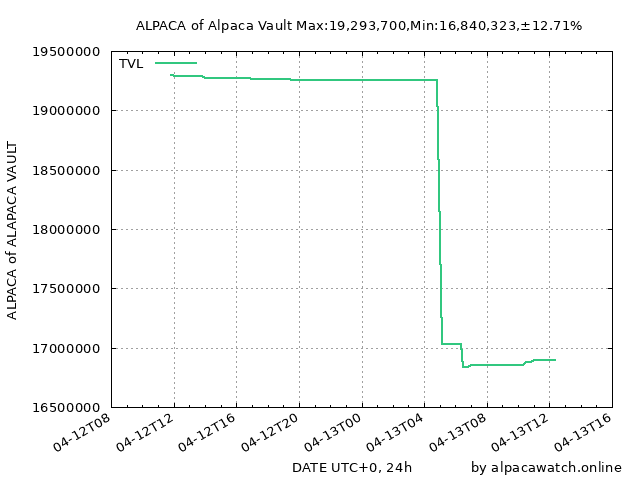 ALPACA of Alpaca Vault Max:19,293,700,Min:16,840,323,±12.71%
TVL
ALPACA of ALAPACA VAULT
19500000
19000000
18500000
18000000
17500000
17000000
16500000
04-12T08
04-12T12
04-12T16
04-12T20
04-13T00
04-13T04
04-13T08
04-13T12
04-13T16
DATE UTC+0, 24h
by alpacawatch.online